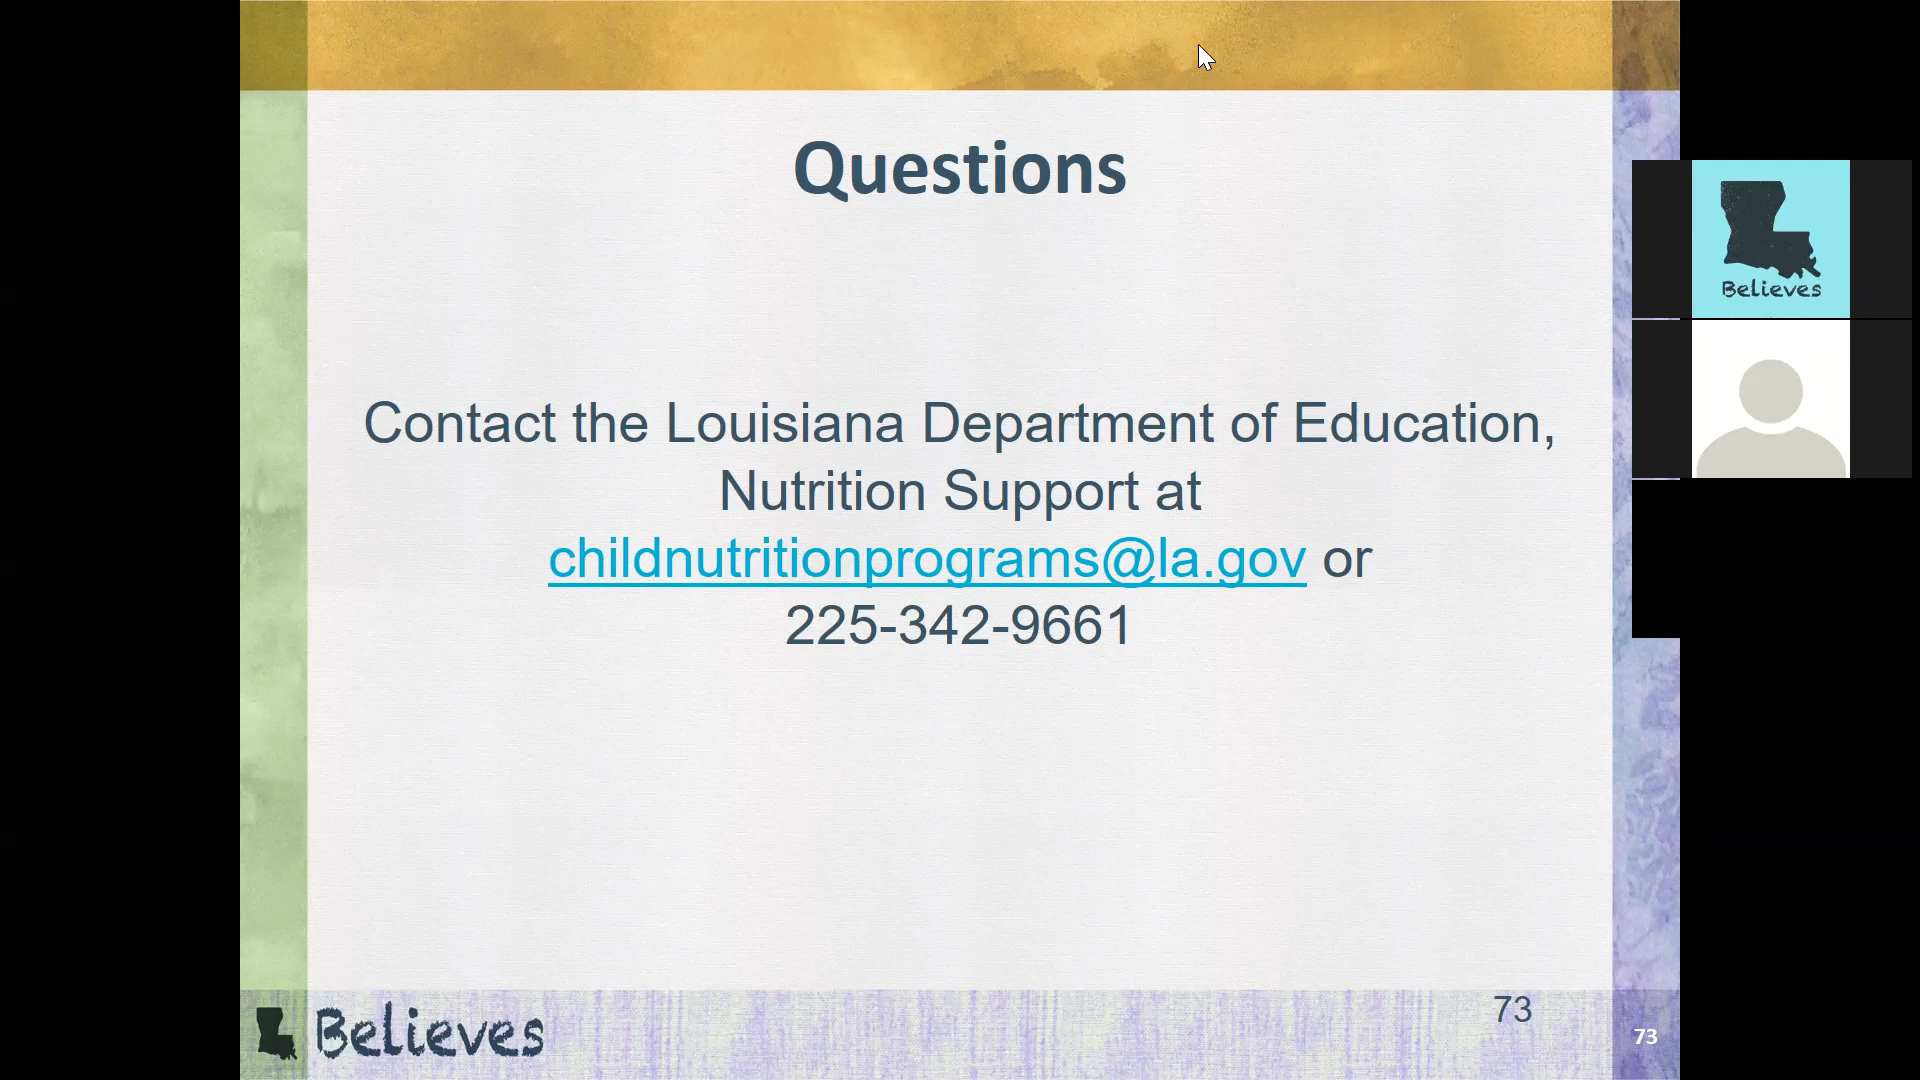 Questions
Contact the Louisiana Department of Education,
Nutrition Support at
childnutritionprograms@la.gov or
225-342-9661
Believes
Believes
73
73